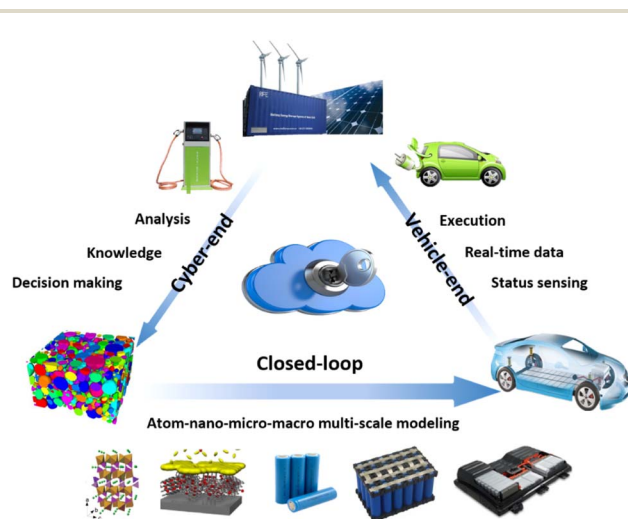 Analysis
Knowledge
Decision making
Cyber-end
Vehicle-end
Execution
Real-time data
Status sensing
Closed-loop
Atom-nano-micro-macro multi-scale modeling